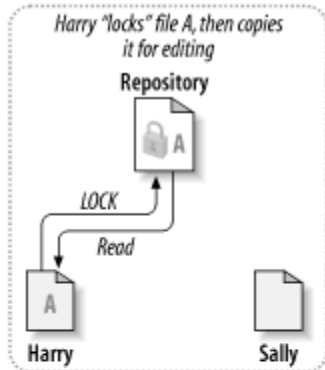 Harry “locks” file A, then copies
it for editing
Repository
A
LOCK
Read
A
Harry
Sally